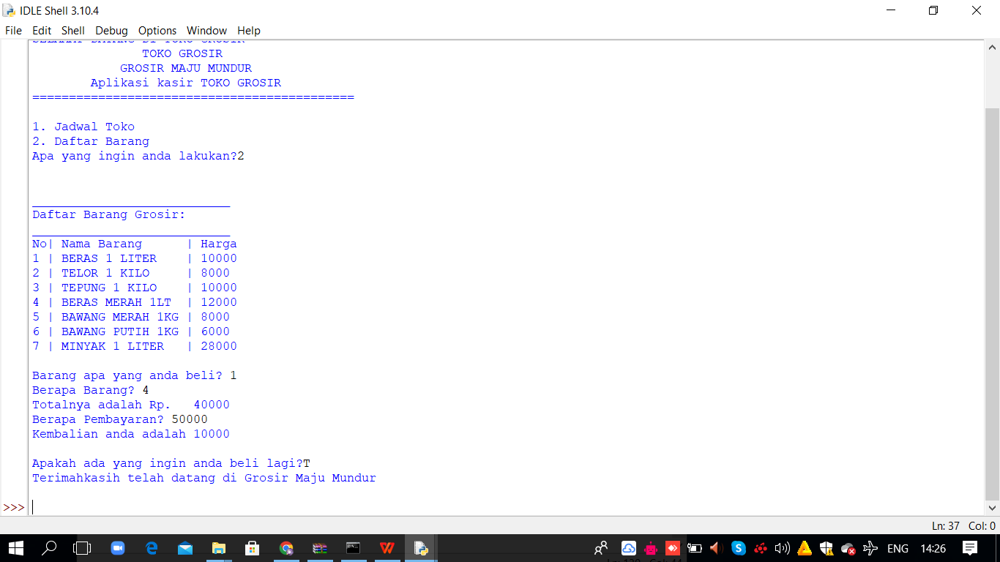 IDLE Shell 3.10.4
File Edit Shell Debug Options Window Help
SELAMAT DATANG DI TOKO GROSIR
TOKO GROSIR
GROSIR MAJU MUNDUR
Aplikasi kasir TOKO GROSIR
============================================
1. Jadwal Toko
2. Daftar Barang
Apa yang ingin anda lakukan?2
___________________________
Daftar Barang Grosir:
___________________________
No| Nama Barang      | Harga
1 | BERAS 1 LITER    | 10000
2 | TELOR 1 KILO     | 8000
3 | TEPUNG 1 KILO    | 10000
4 | BERAS MERAH 1LT  | 12000
5 | BAWANG MERAH 1KG | 8000
6 | BAWANG PUTIH 1KG | 6000
7 | MINYAK 1 LITER   | 28000
Barang apa yang anda beli? 1
Berapa Barang? 4
Totalnya adalah Rp.   40000
Berapa Pembayaran? 50000
Kembalian anda adalah 10000
Apakah ada yang ingin anda beli lagi?T
Terimahkasih telah datang di Grosir Maju Mundur
>>>
Ln: 37 Col: 0
ENG 14:26